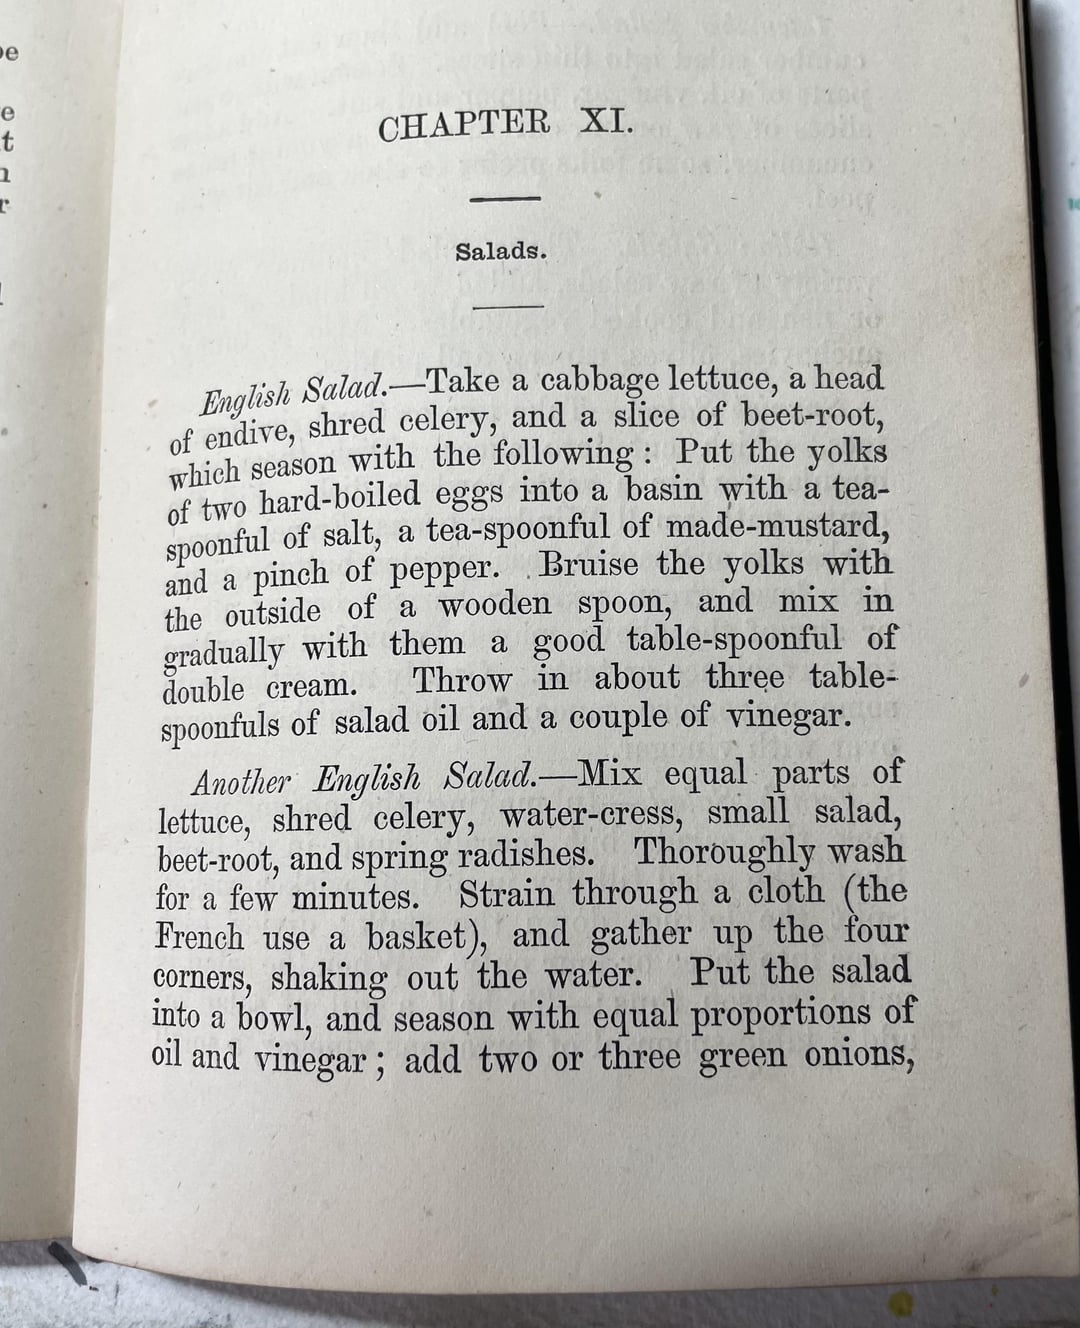 CHAPTER XI.
Salads.
English Salad.—Take a cabbage lettuce, a head
of endive, shred celery, and a slice of beet-root,
which season with the following : Put the yolks
of two hard-boiled eggs into a basin with a tea-
spoonful of salt, a tea-spoonful of made-mustard,
and a pinch of pepper. Bruise the yolks with
the outside of a wooden spoon, and mix in
gradually with them a good table-spoonful of
double cream. Throw in about three table-
spoonfuls of salad oil and a couple of vinegar.
Another English Salad.—Mix equal parts of
lettuce, shred celery, water-cress, small salad,
beet-root, and spring radishes. Thoroughly wash
for a few minutes. Strain through a cloth (the
French use a basket), and gather up the four
corners, shaking out the water. Put the salad
into a bowl, and season with equal proportions of
oil and vinegar ; add two or three green onions,